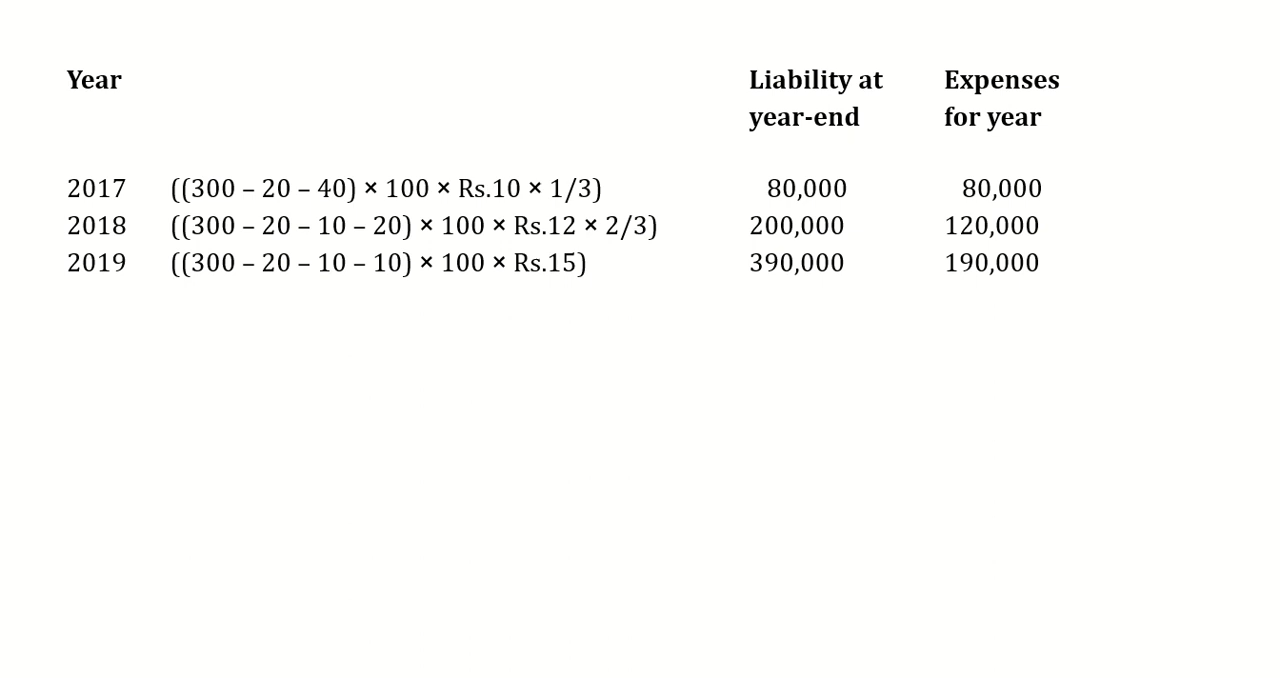 Year Liability at Expenses
year-end for year
2017 ((300 – 20 – 40) × 100 × Rs.10 × 1/3) 80,000 80,000
2018 ((300 – 20 – 10 – 20) × 100 × Rs.12 × 2/3) 200,000 120,000
2019 ((300 – 20 – 10 – 10) × 100 × Rs.15) 390,000 190,000